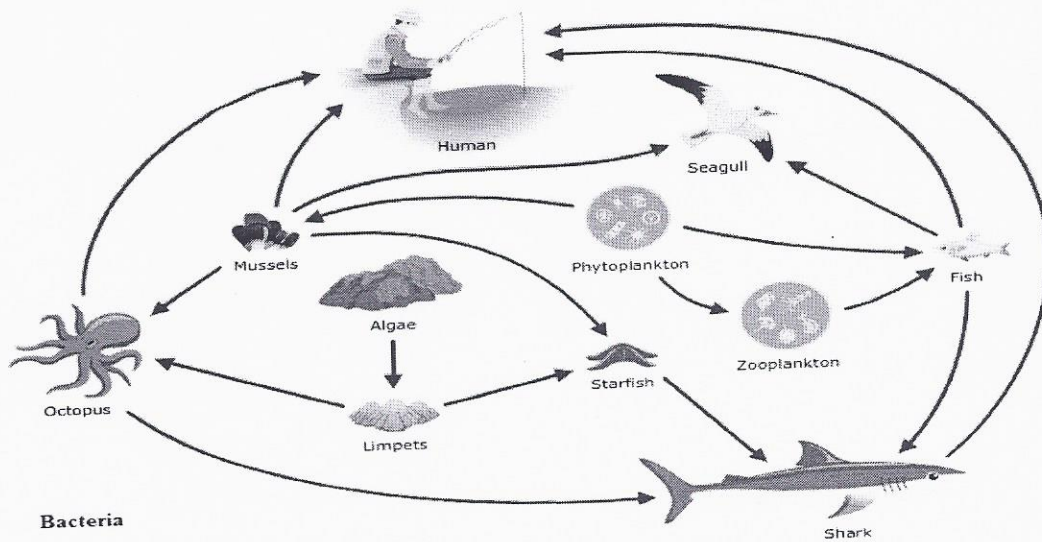 Human
Seagull
Mussels
Phytoplankton
Fish
Algae
Zooplankton
Starfish
Octopus
Limpets
Bacteria
Shark